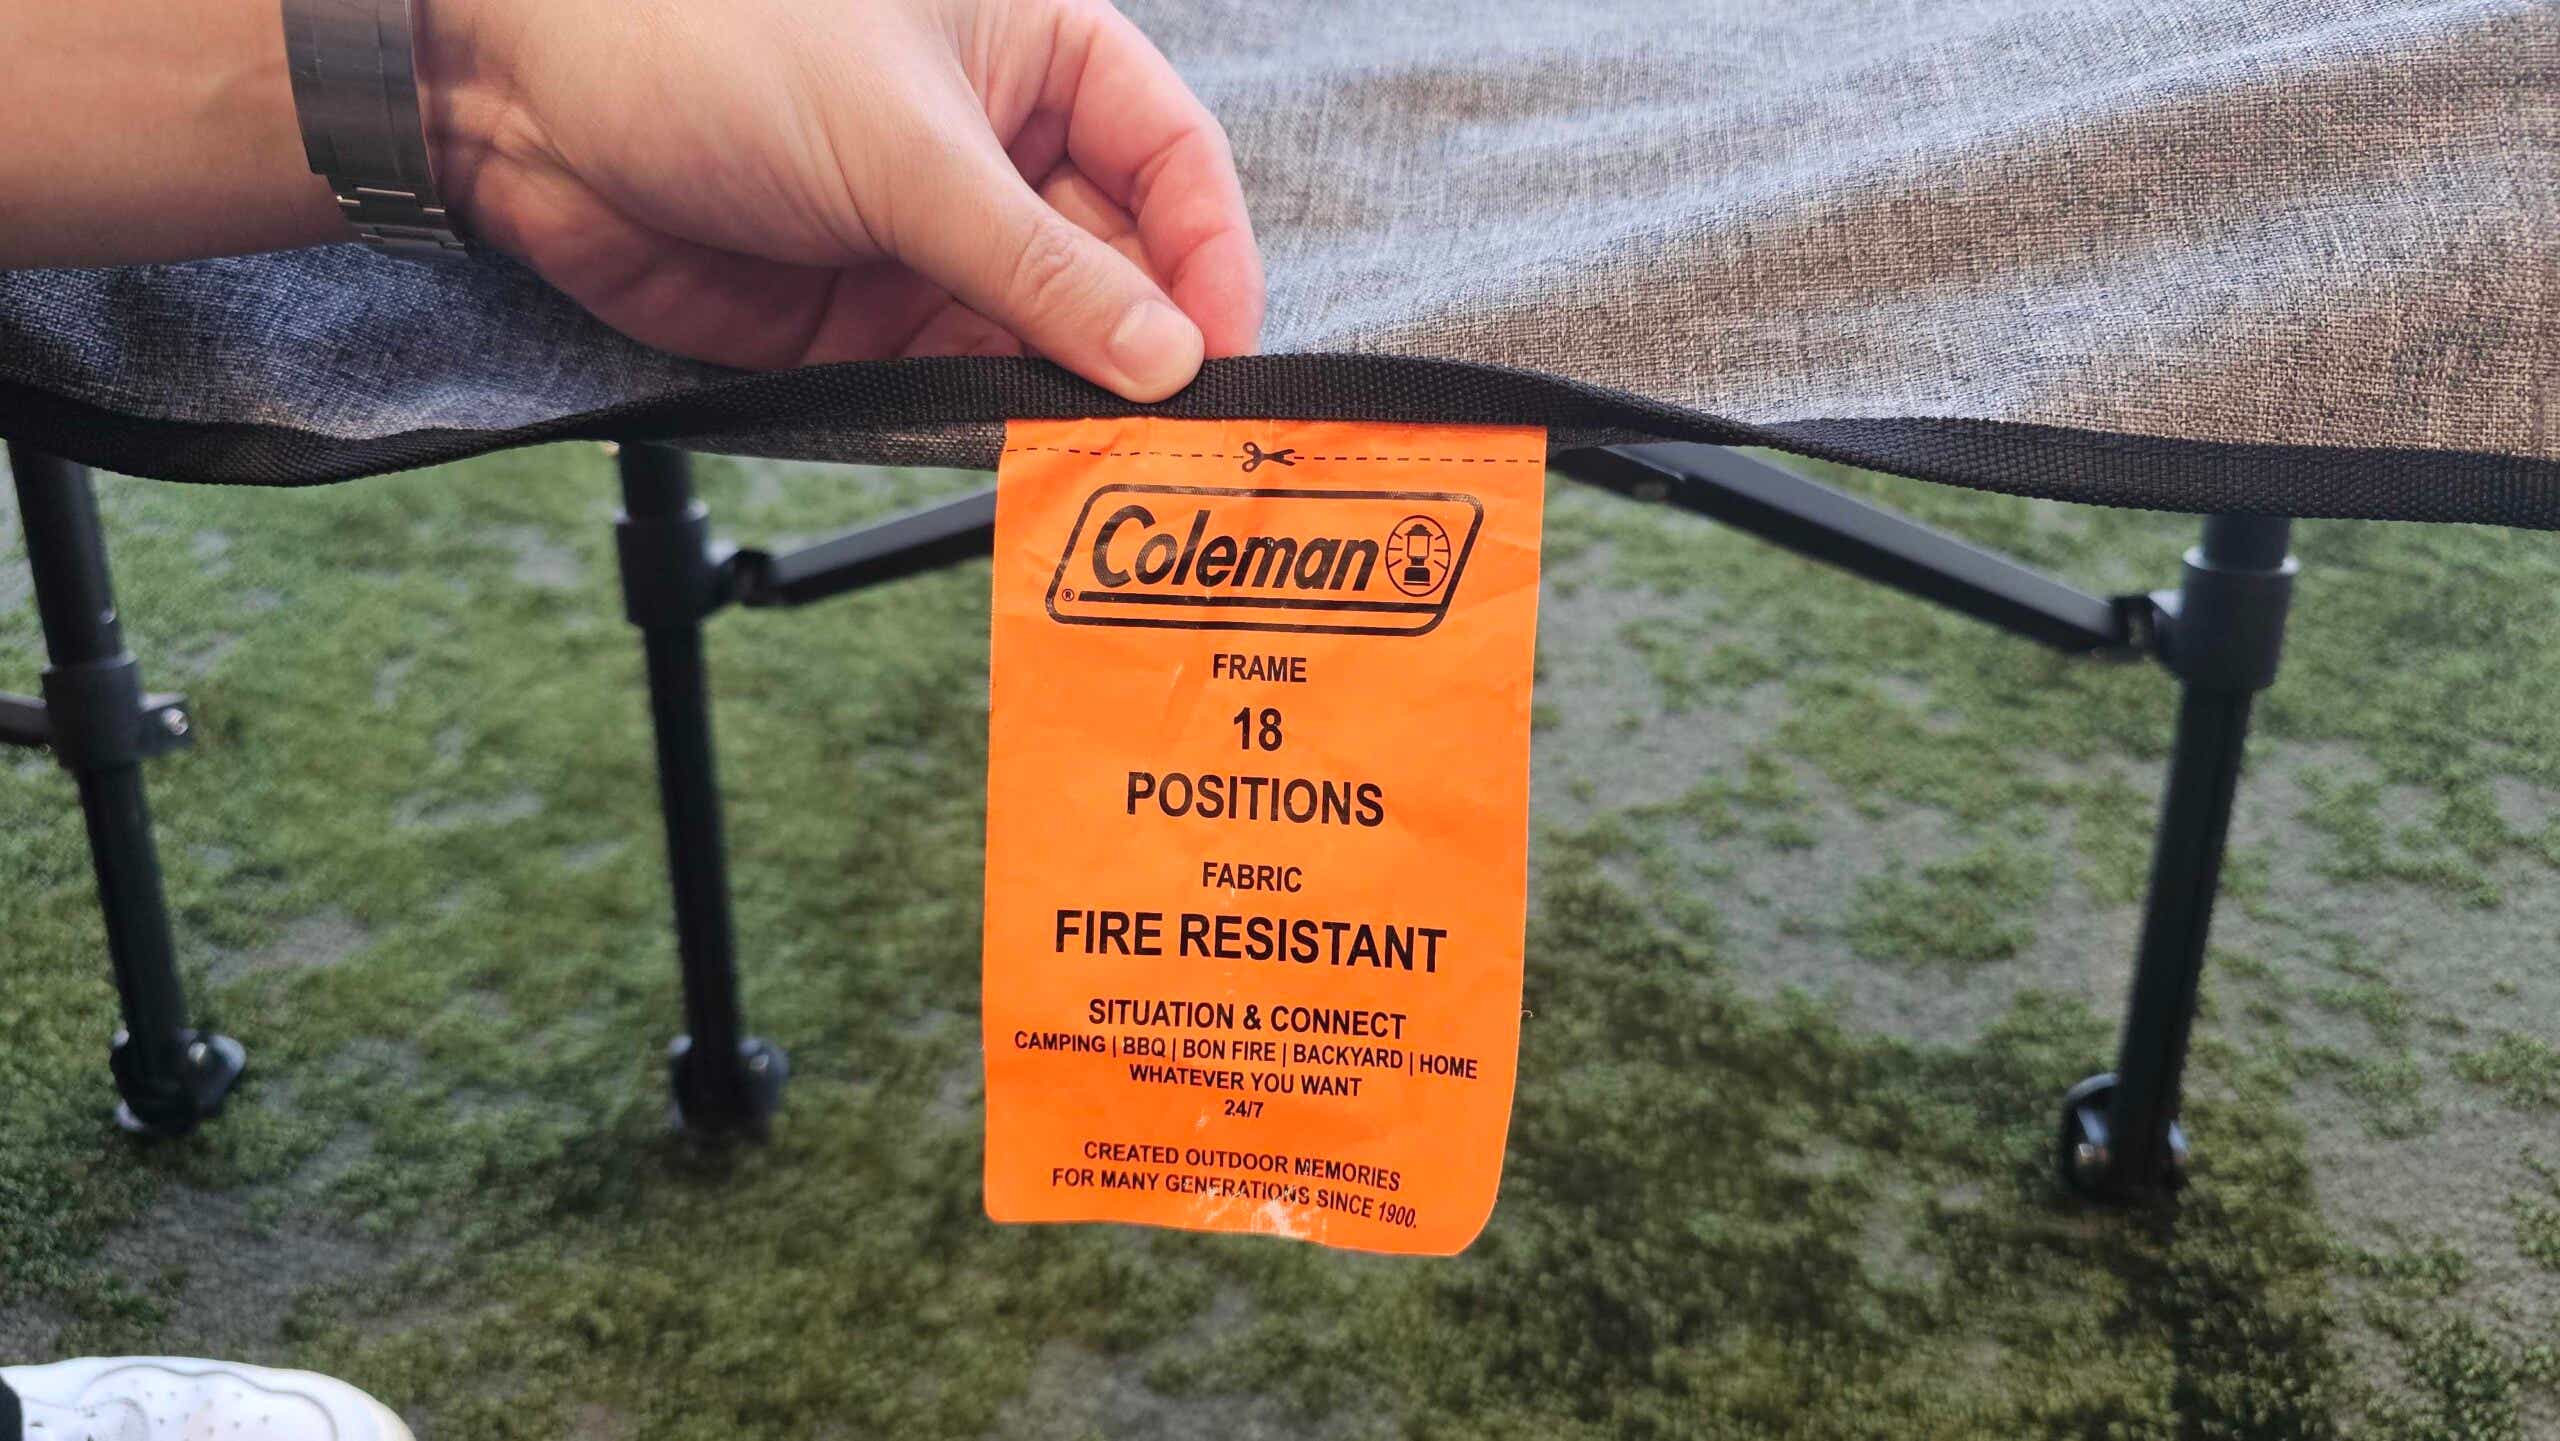 Coleman
®
FRAME
18
POSITIONS
FABRIC
FIRE RESISTANT
SITUATION & CONNECT
CAMPING | BBQ | BON FIRE | BACKYARD | HOME
WHATEVER YOU WANT
24/7
CREATED OUTDOOR MEMORIES
FOR MANY GENERATIONS SINCE 1900.